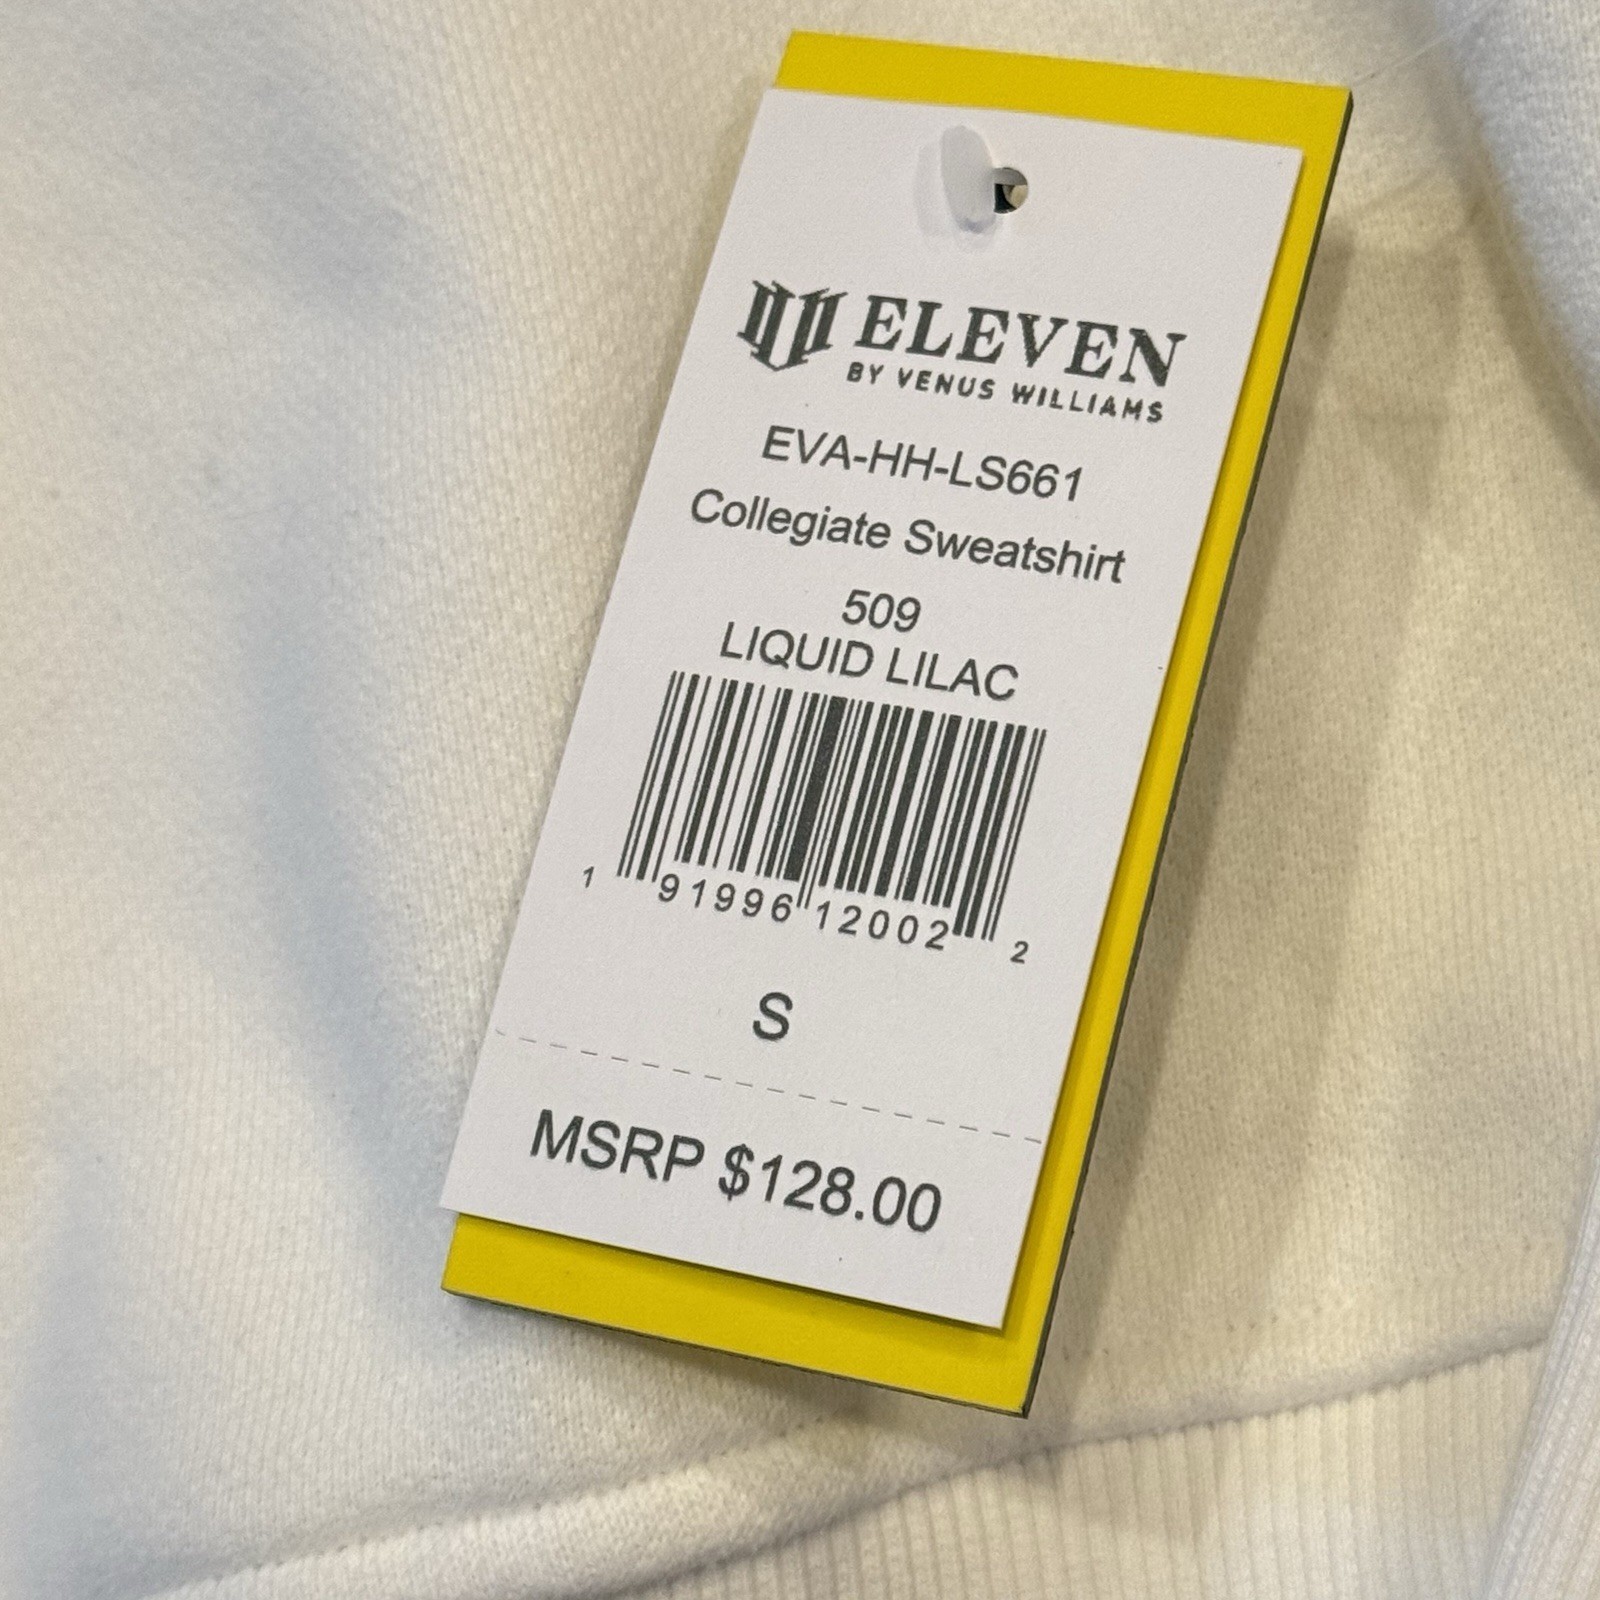 ELEVEN
BY VENUS WILLIAMS
EVA-HH-LS661
Collegiate Sweatshirt
509
LIQUID LILAC
1 91996 12002 2
S
MSRP $128.00